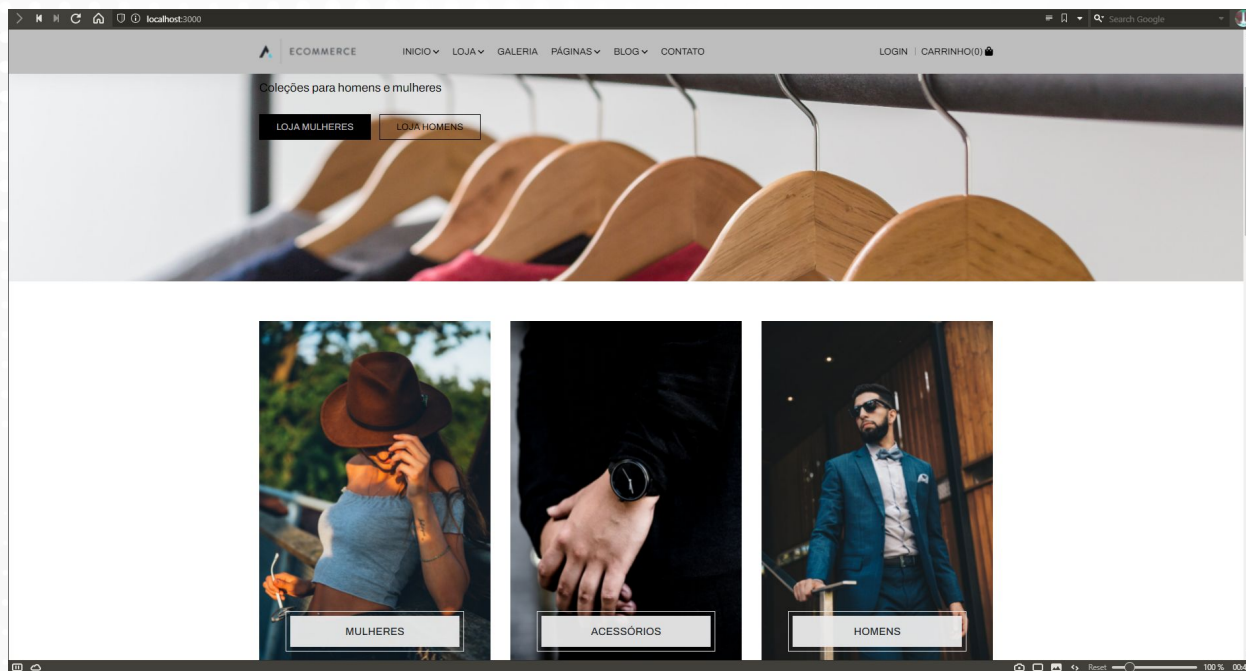 localhost:3000
Search Google
ECOMMERCE
INICIO LOJA GALERIA PÁGINAS BLOG CONTATO
LOGIN | CARRINHO(0)
Coleções para homens e mulheres
LOJA MULHERES LOJA HOMENS
MULHERES ACESSÓRIOS HOMENS
Reset 100 %